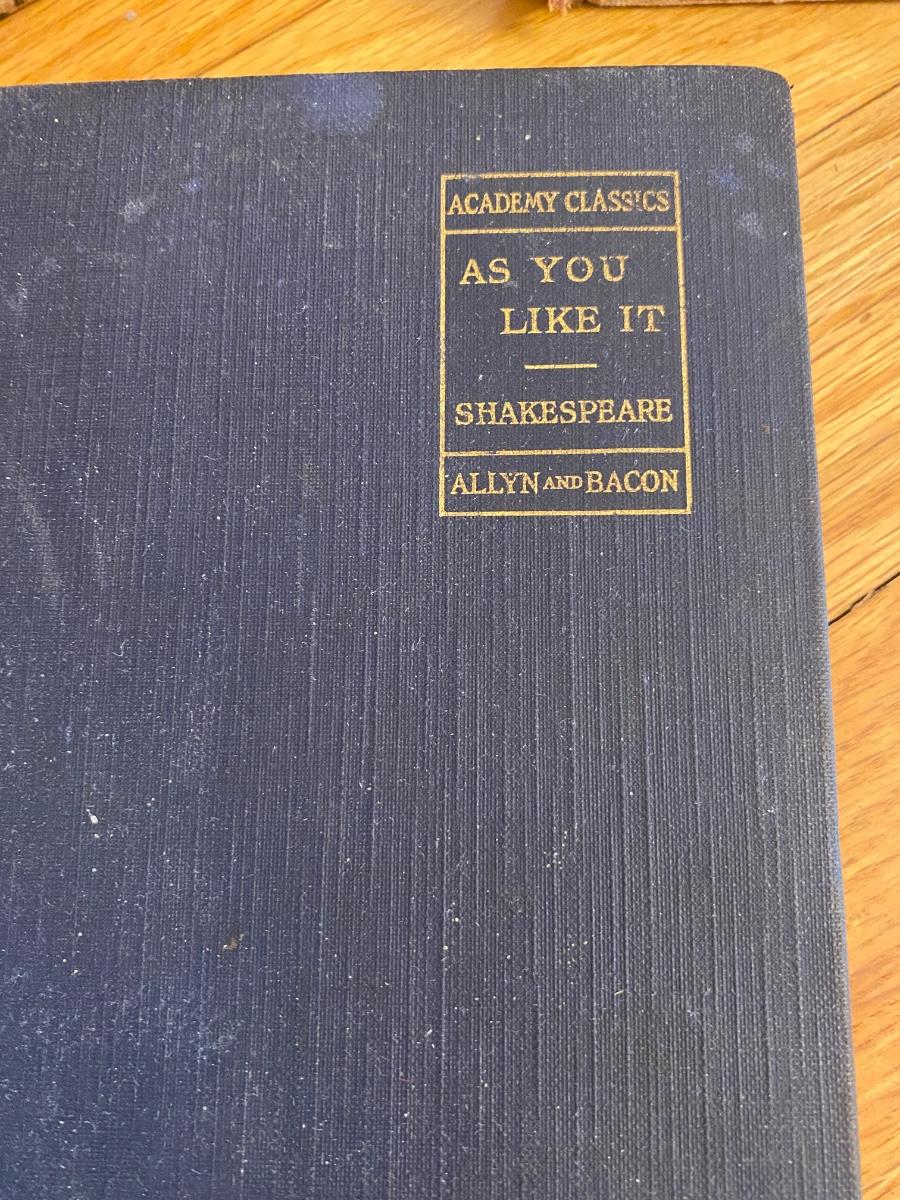 ACADEMY CLASSICS
AS YOU
LIKE IT
SHAKESPEARE
ALLYN AND BACON